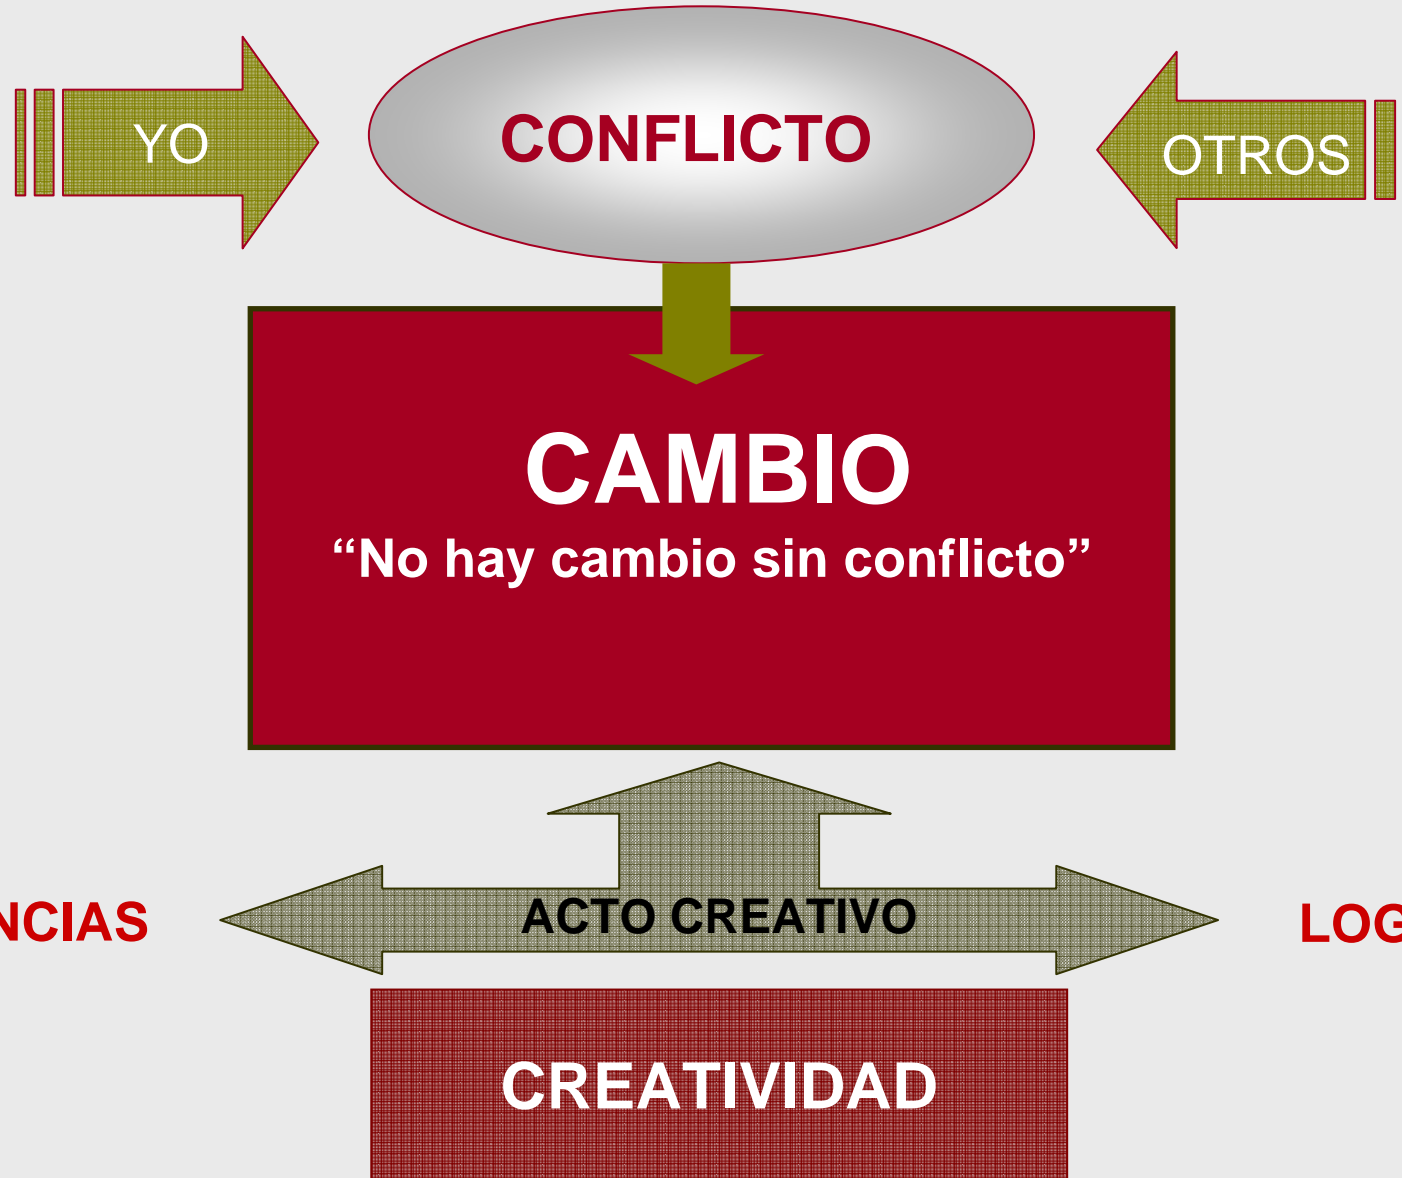 YO
CONFLICTO
OTROS
CAMBIO
“No hay cambio sin conflicto”
ACTO CREATIVO
CREATIVIDAD